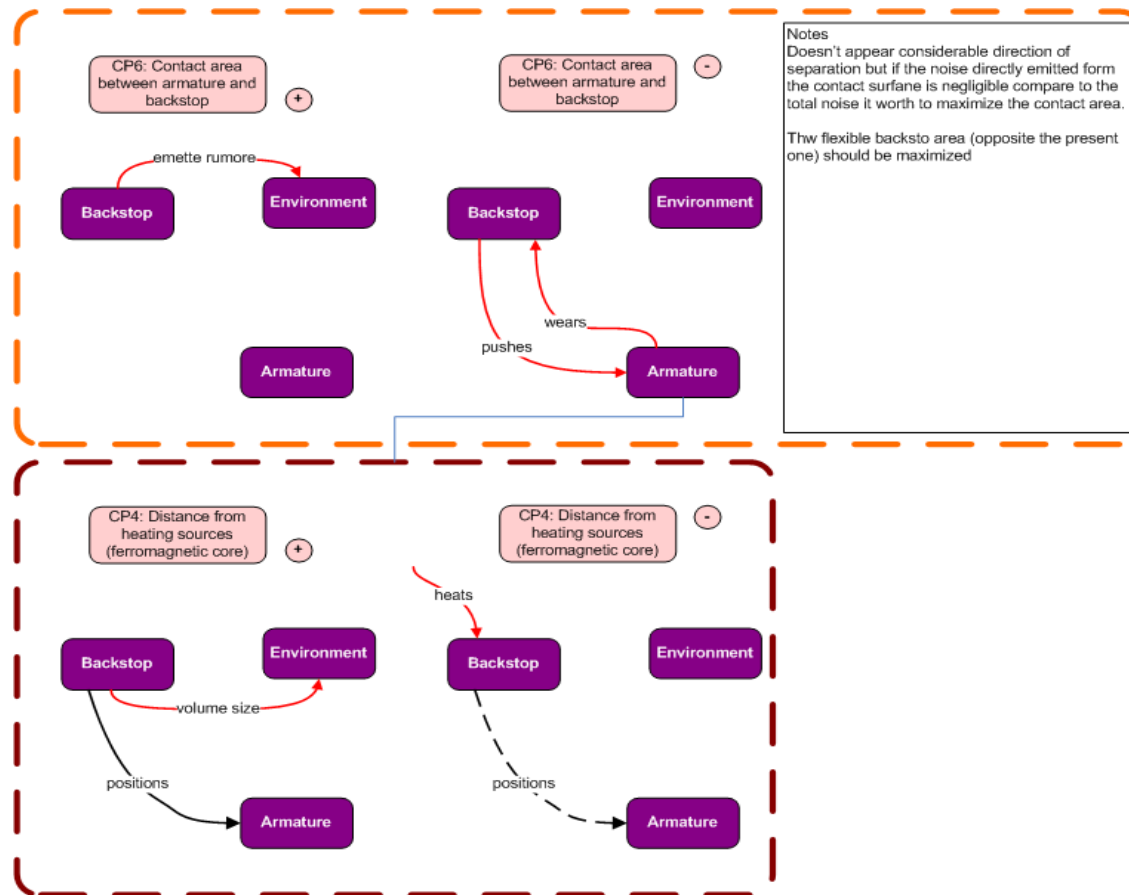 CP6: Contact area
between armature and
backstop
+
CP6: Contact area
between armature and
backstop
-
Notes
Doesn't appear considerable direction of
separation but if the noise directly emitted form
the contact surfane is negligible compare to the
total noise it worth to maximize the contact area.
Thw flexible backsto area (opposite the present
one) should be maximized
emette rumore
Backstop
Environment
Backstop
Environment
wears
pushes
Armature
Armature
CP4: Distance from
heating sources
(ferromagnetic core)
+
CP4: Distance from
heating sources
(ferromagnetic core)
-
heats
Backstop
Environment
Backstop
Environment
volume size
positions
positions
Armature
Armature